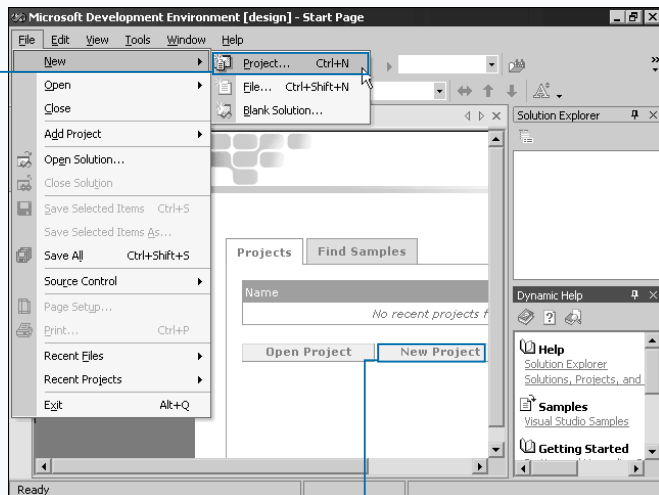 Microsoft Development Environment [design] - Start Page
File Edit View Tools Window Help
New
Project... Ctrl+N
File... Ctrl+Shift+N
Blank Solution...
Open
Close
Add Project
Open Solution...
Close Solution
Save Selected Items Ctrl+S
Save Selected Items As...
Save All Ctrl+Shift+S
Source Control
Page Setup...
Print... Ctrl+P
Recent Files
Recent Projects
Exit Alt+Q
Projects Find Samples
Name
No recent projects f
Open Project New Project
Solution Explorer
Dynamic Help
Help
Solution Explorer
Solutions, Projects, and
Samples
Visual Studio Samples
Getting Started
Ready